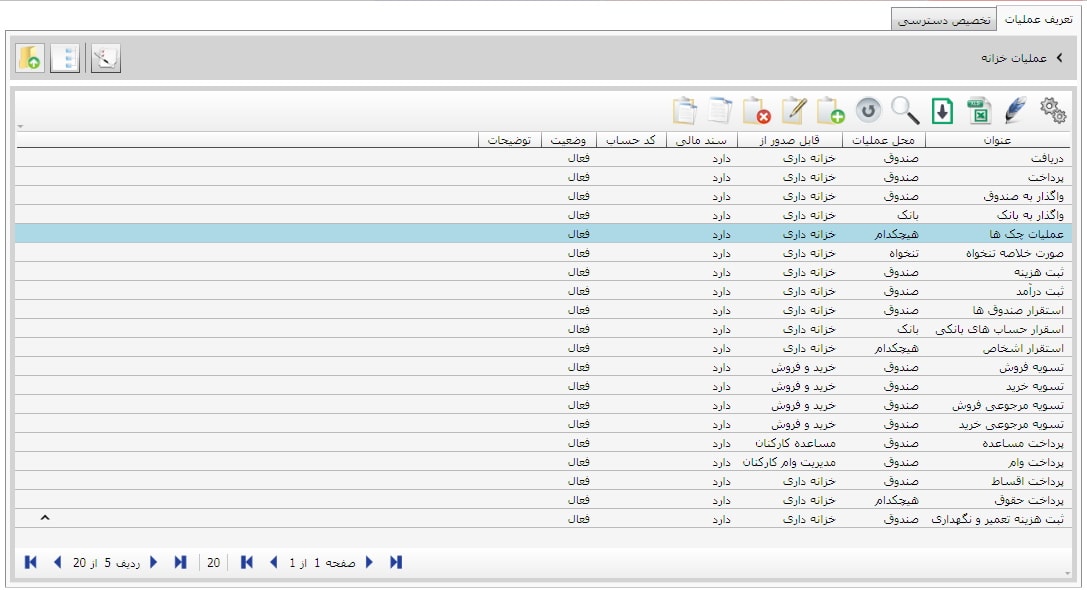 تعریف عملیات تخصیص دسترسی
عملیات خزانه
عنوان محل عملیات قابل صدور از سند مالی کد حساب وضعیت توضیحات
دریافت صندوق خزانه داری دارد فعال
پرداخت صندوق خزانه داری دارد فعال
واگذار به صندوق صندوق خزانه داری دارد فعال
واگذار به بانک بانک خزانه داری دارد فعال
عملیات چک ها هیچکدام خزانه داری دارد فعال
صورت خلاصه تنخواه تنخواه خزانه داری دارد فعال
ثبت هزینه صندوق خزانه داری دارد فعال
ثبت درآمد صندوق خزانه داری دارد فعال
استقرار صندوق ها صندوق خزانه داری دارد فعال
اسقرار حساب های بانکی بانک خزانه داری دارد فعال
استقرار اشخاص هیچکدام خزانه داری دارد فعال
تسویه فروش صندوق خرید و فروش دارد فعال
تسویه خرید صندوق خرید و فروش دارد فعال
تسویه مرجوعی فروش صندوق خرید و فروش دارد فعال
تسویه مرجوعی خرید صندوق خرید و فروش دارد فعال
پرداخت مساعده صندوق مساعده کارکنان دارد فعال
پرداخت وام صندوق مدیریت وام کارکنان دارد فعال
پرداخت اقساط صندوق خزانه داری دارد فعال
پرداخت حقوق هیچکدام خزانه داری دارد فعال
ثبت هزینه تعمیر و نگهداری صندوق خزانه داری دارد فعال
صفحه 1 از 1 20 ردیف 5 از 20